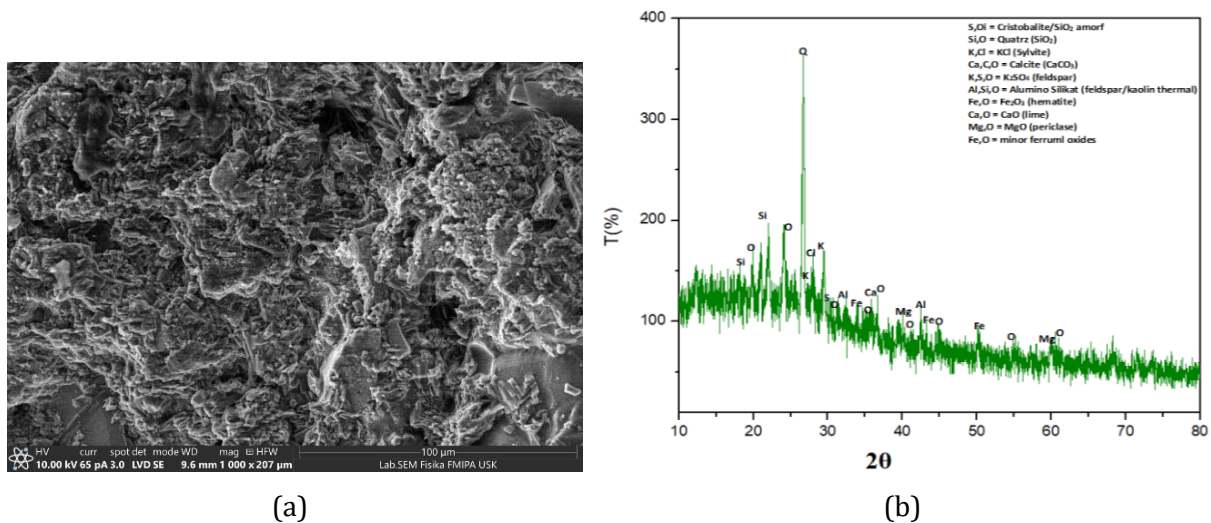 HV curr spot det mode WD mag ⊞ HFW
10.00 kV 65 pA 3.0 LVD SE 9.6 mm 1 000 x 207 µm
100 µm
Lab.SEM Fisika FMIPA USK
(a)
400
300
200
100
T(%)
S,Oi = Cristobalite/SiO₂ amorf
Si,O = Quatrz (SiO₂)
K,Cl = KCl (Sylvite)
Ca,C,O = Calcite (CaCO₃)
K,S,O = K₂SO₄ (feldspar)
Al,Si,O = Alumino Silikat (feldspar/kaolin thermal)
Fe,O = Fe₂O₃ (hematite)
Ca,O = CaO (lime)
Mg,O = MgO (periclase)
Fe,O = minor ferruml oxides
Si
O
Si
O
Q
K
Cl
K
S
O
Al
Fe
O
Ca
O
Mg
O
Al
Fe
O
Fe
O
Mg
O
10 20 30 40 50 60 70 80
2θ
(b)